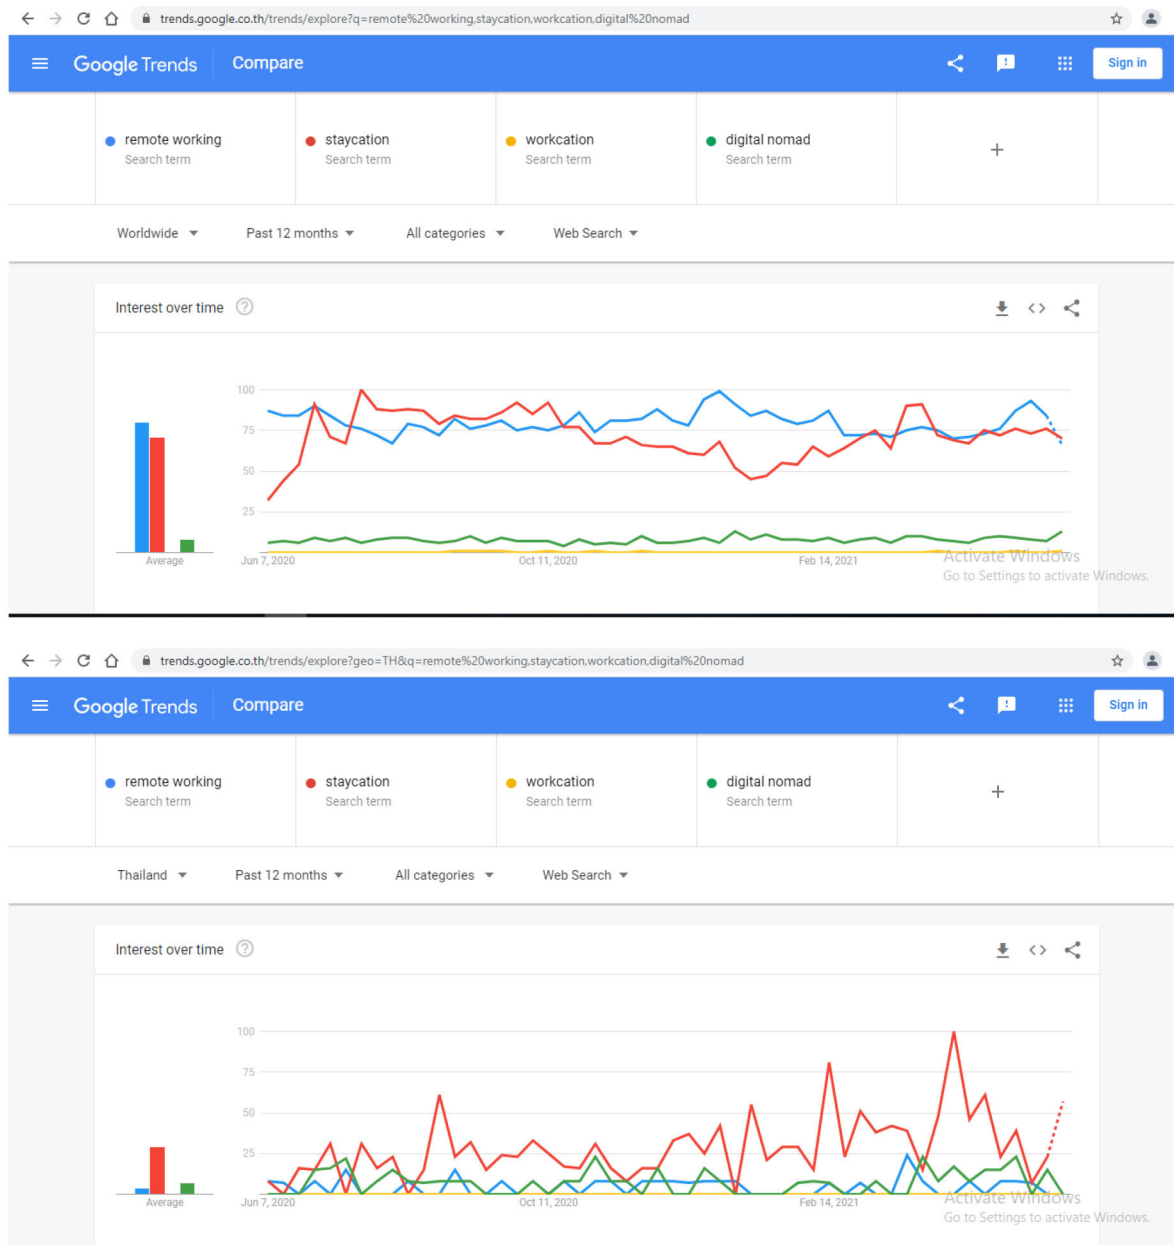 trends.google.co.th/trends/explore?q=remote%20working,staycation,workcation,digital%20nomad
Google Trends Compare Sign in
remote working staycation workcation digital nomad
Search term Search term Search term Search term +
Worldwide Past 12 months All categories Web Search
Interest over time ?
100
75
50
25
Average Jun 7, 2020 Oct 11, 2020 Feb 14, 2021
Activate Windows
Go to Settings to activate Windows.
trends.google.co.th/trends/explore?geo=TH&q=remote%20working,staycation,workcation,digital%20nomad
Google Trends Compare Sign in
remote working staycation workcation digital nomad
Search term Search term Search term Search term +
Thailand Past 12 months All categories Web Search
Interest over time ?
100
75
50
25
Average Jun 7, 2020 Oct 11, 2020 Feb 14, 2021
Activate Windows
Go to Settings to activate Windows.